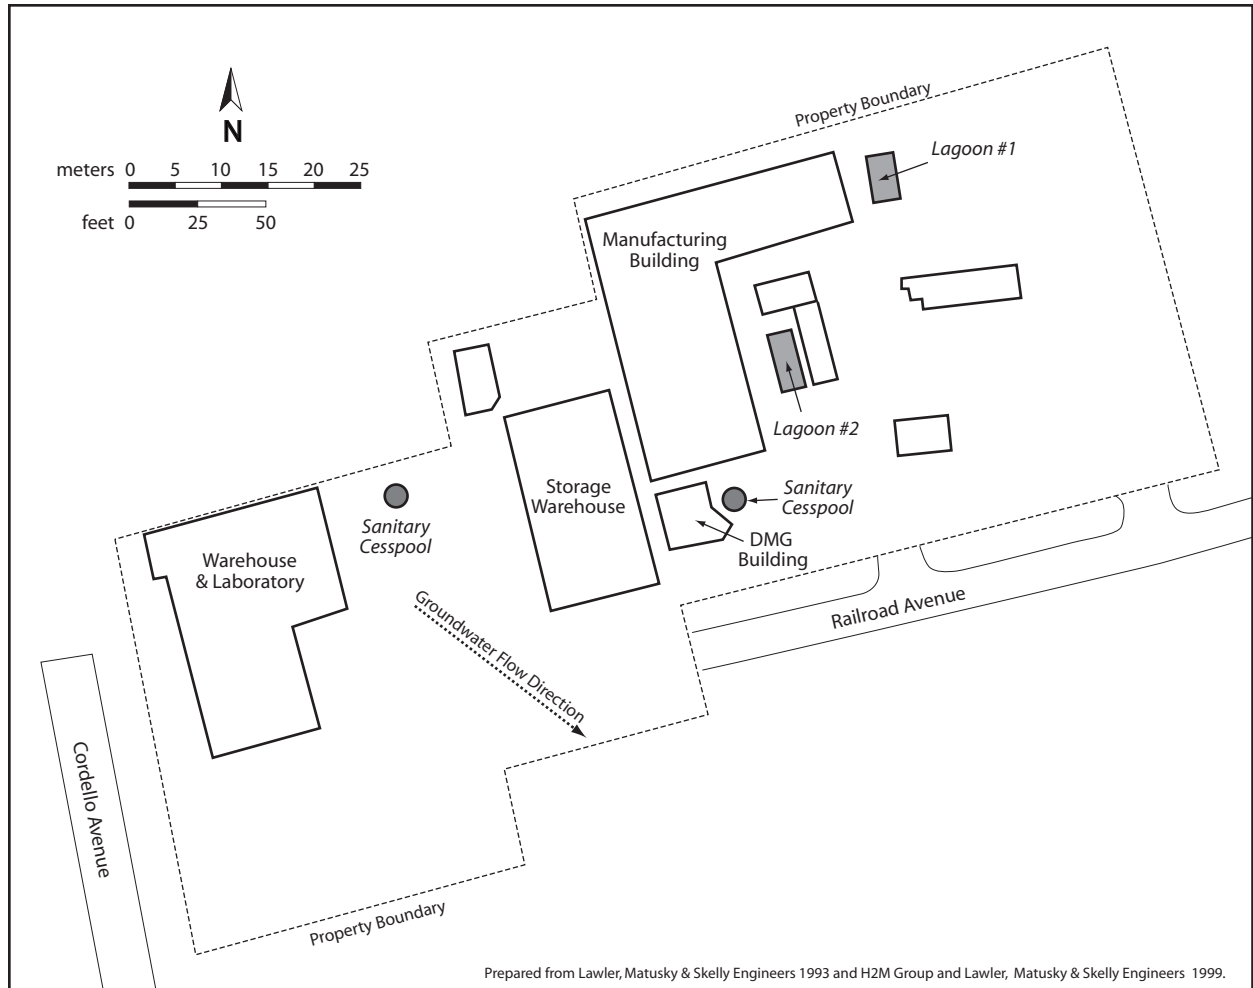 N
meters 0 5 10 15 20 25
feet 0 25 50
Property Boundary
Lagoon #1
Manufacturing
Building
Lagoon #2
Storage
Warehouse
Sanitary
Cesspool
Sanitary
Cesspool
DMG
Building
Warehouse
& Laboratory
Groundwater Flow Direction
Railroad Avenue
Cordello Avenue
Property Boundary
Prepared from Lawler, Matusky & Skelly Engineers 1993 and H2M Group and Lawler, Matusky & Skelly Engineers 1999.